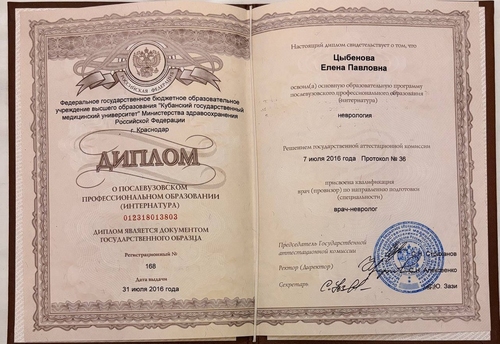 РОССИЙСКАЯ ФЕДЕРАЦИЯ
Федеральное государственное бюджетное образовательное
учреждение высшего образования "Кубанский государственный
медицинский университет" Министерства здравоохранения
Российской Федерации
г. Краснодар
ДИПЛОМ
О ПОСЛЕВУЗОВСКОМ
ПРОФЕССИОНАЛЬНОМ ОБРАЗОВАНИИ
(ИНТЕРНАТУРА)
012318013803
ДИПЛОМ ЯВЛЯЕТСЯ ДОКУМЕНТОМ
ГОСУДАРСТВЕННОГО ОБРАЗЦА
Регистрационный №
168
Дата выдачи
31 июля 2016 года
Настоящий диплом свидетельствует о том, что
Цыбенова
Елена Павловна
освоил(а) основную образовательную программу
послевузовского профессионального образования
(интернатура)
неврология
Решением государственной аттестационной комиссии
7 июля 2016 года Протокол № 36
присвоена квалификация
врач (провизор) по направлению подготовки
(специальности)
врач-невролог
Председатель Государственной
аттестационной комиссии
Ректор (Директор)
Секретарь
Зази